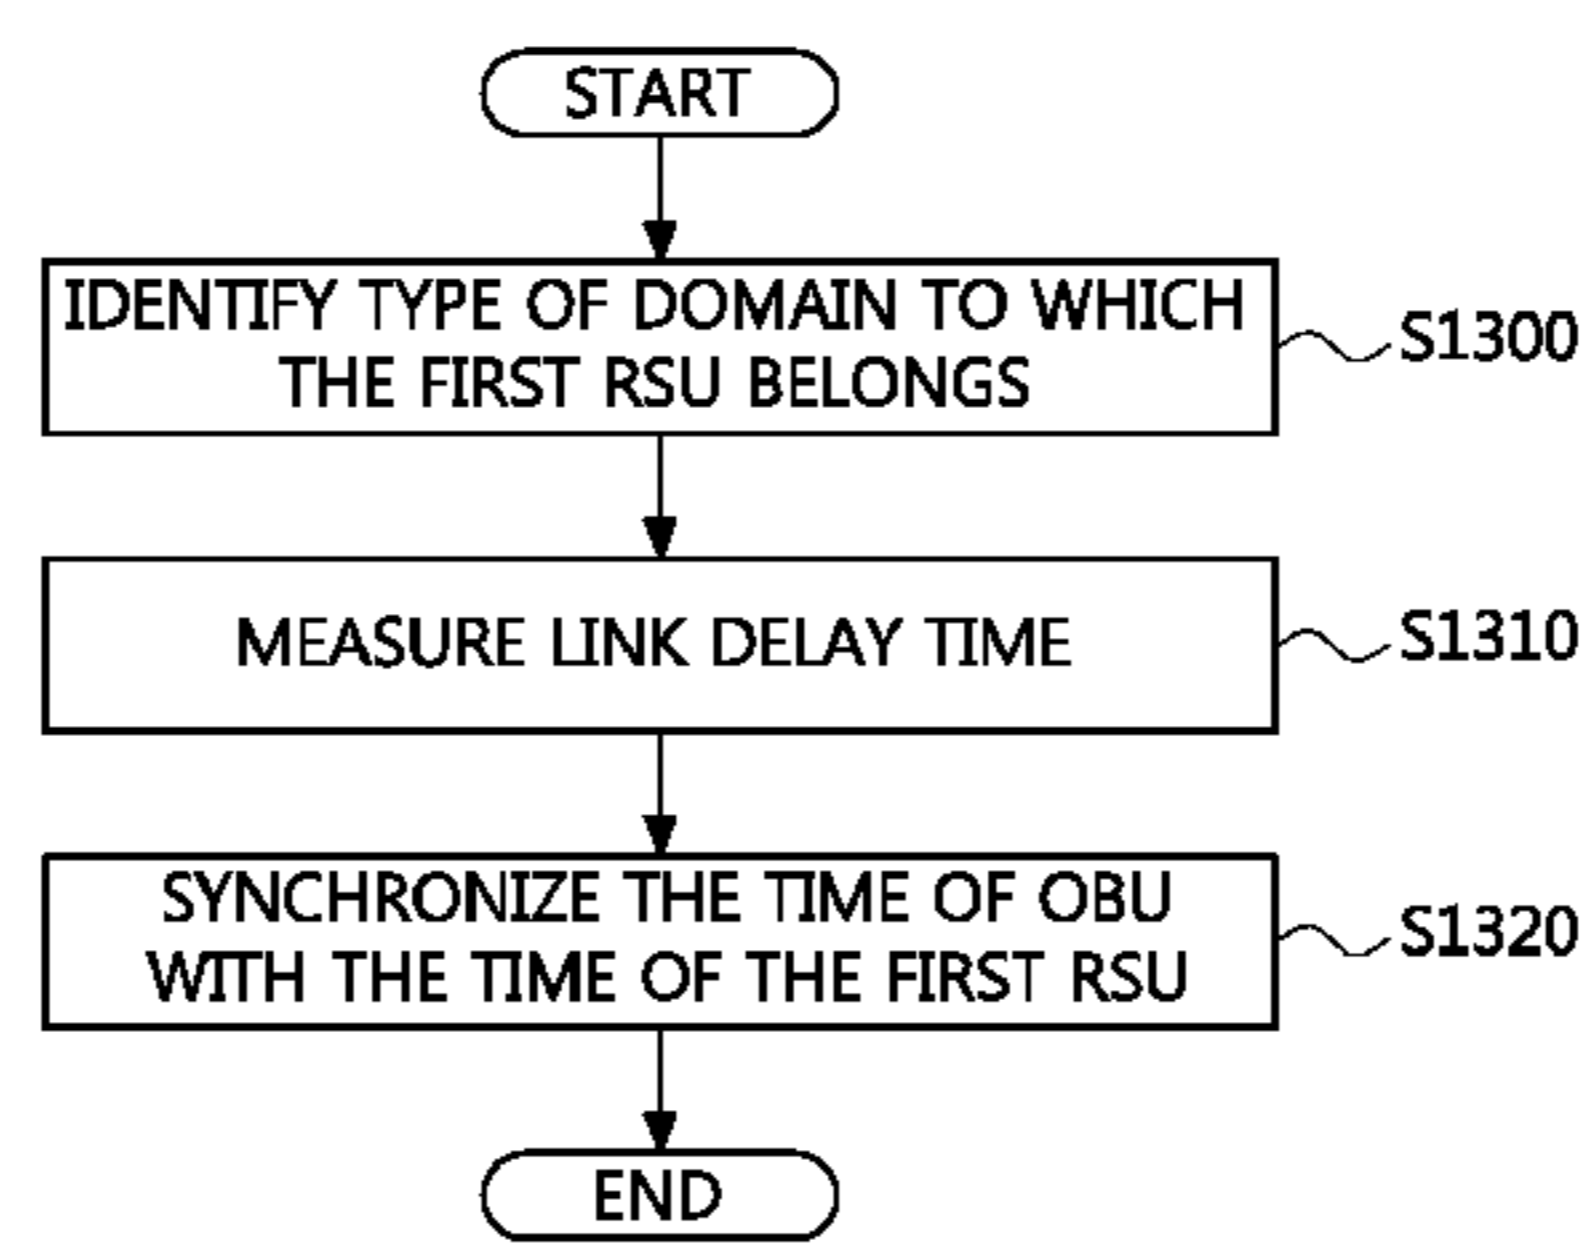 START
IDENTIFY TYPE OF DOMAIN TO WHICH
THE FIRST RSU BELONGS
S1300
MEASURE LINK DELAY TIME
S1310
SYNCHRONIZE THE TIME OF OBU
WITH THE TIME OF THE FIRST RSU
S1320
END